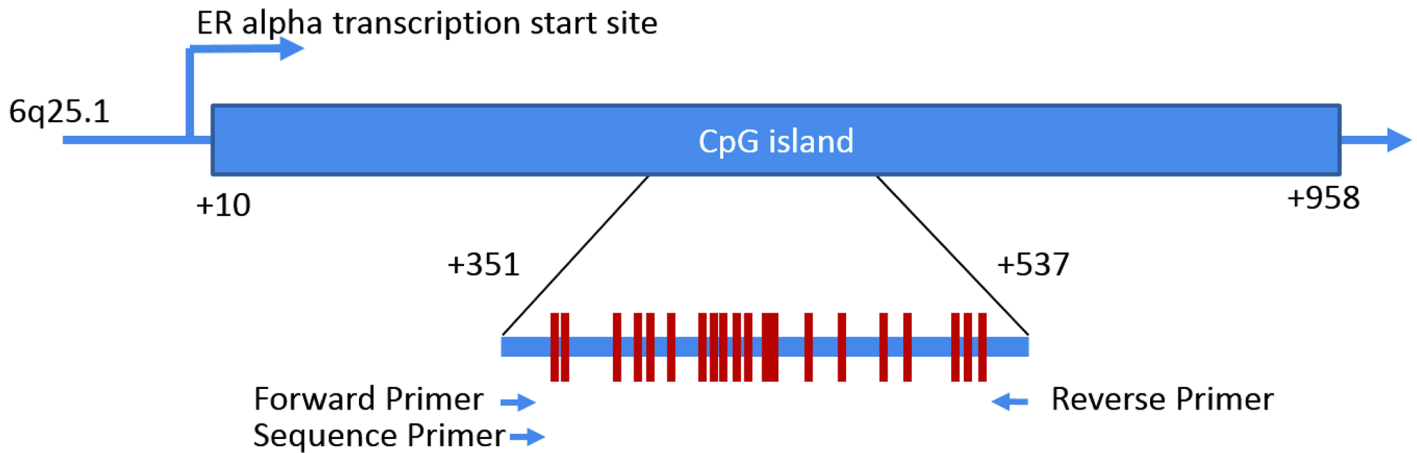 ER alpha transcription start site
6q25.1
CpG island
+10
+958
+351
+537
Forward Primer
Reverse Primer
Sequence Primer